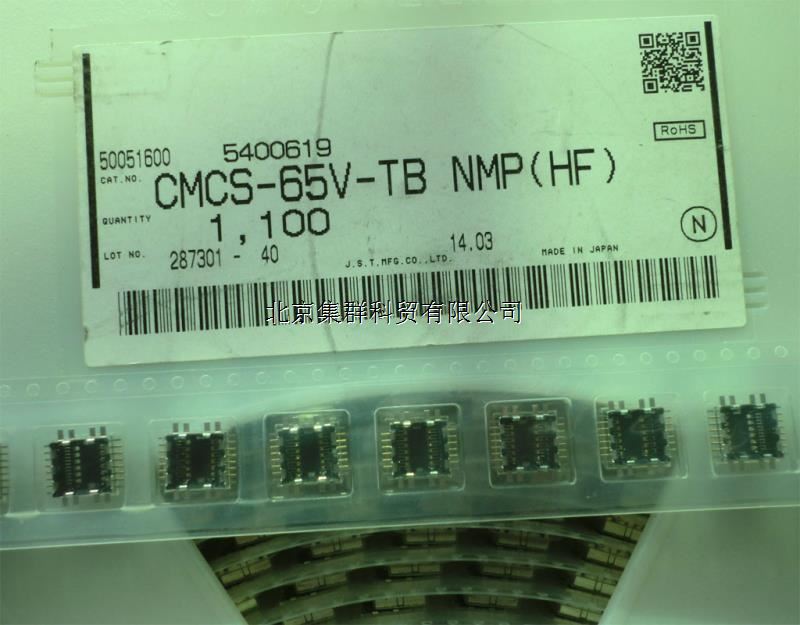 RoHS
50051600 5400619
CAT.NO. CMCS-65V-TB NMP(HF)
QUANTITY 1,100
N
LOT NO. 287301 - 40 J.S.T.MFG.CO.,LTD. 14.03 MADE IN JAPAN
北京集群科贸有限公司